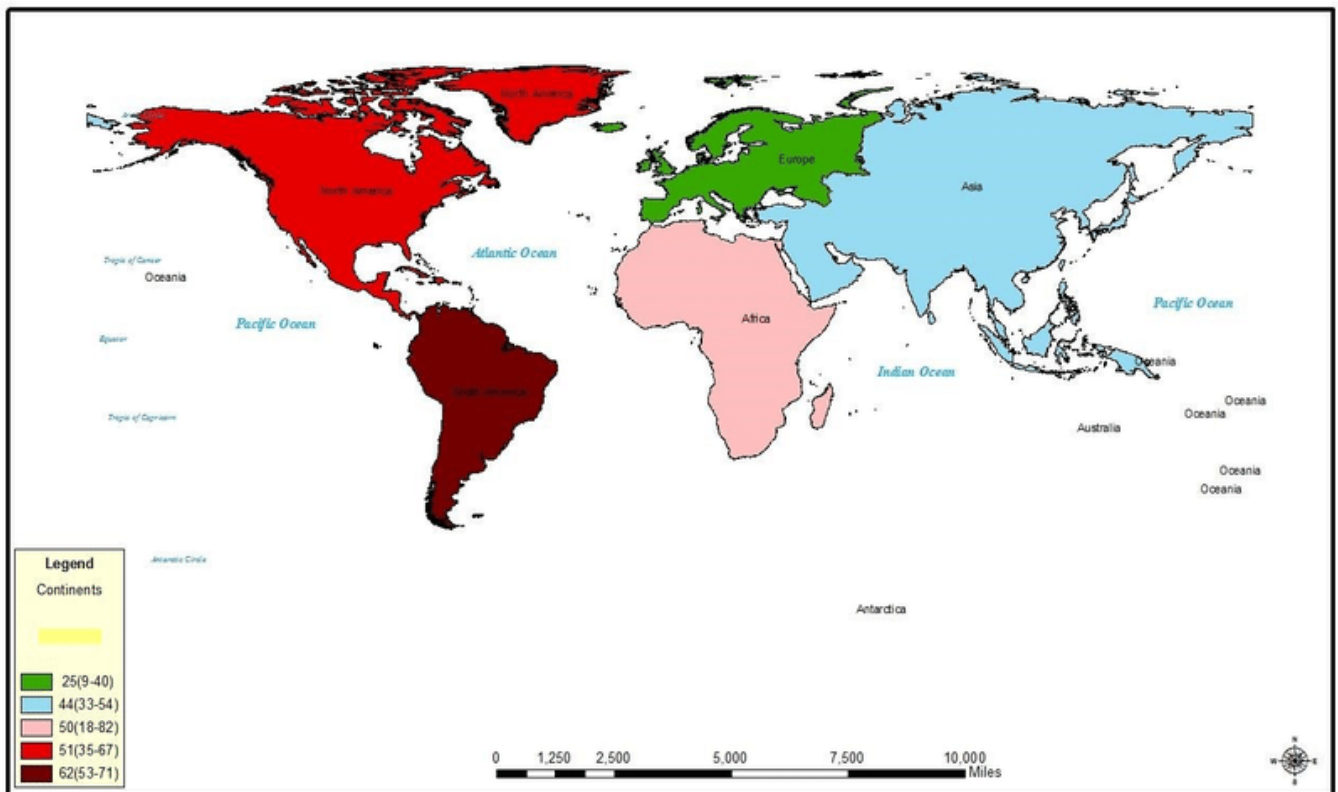 North America
North America
Europe
Asia
Atlantic Ocean
Tropic of Cancer
Oceania
Pacific Ocean
Pacific Ocean
Africa
Equator
Indian Ocean
Oceania
South America
Oceania
Oceania
Tropic of Capricorn
Australia
Oceania
Oceania
Antarctic Circle
Antarctica
Legend
Continents
25(9-40)
44(33-54)
50(18-82)
51(35-67)
62(53-71)
0 1,250 2,500 5,000 7,500 10,000
Miles
N
W E
S